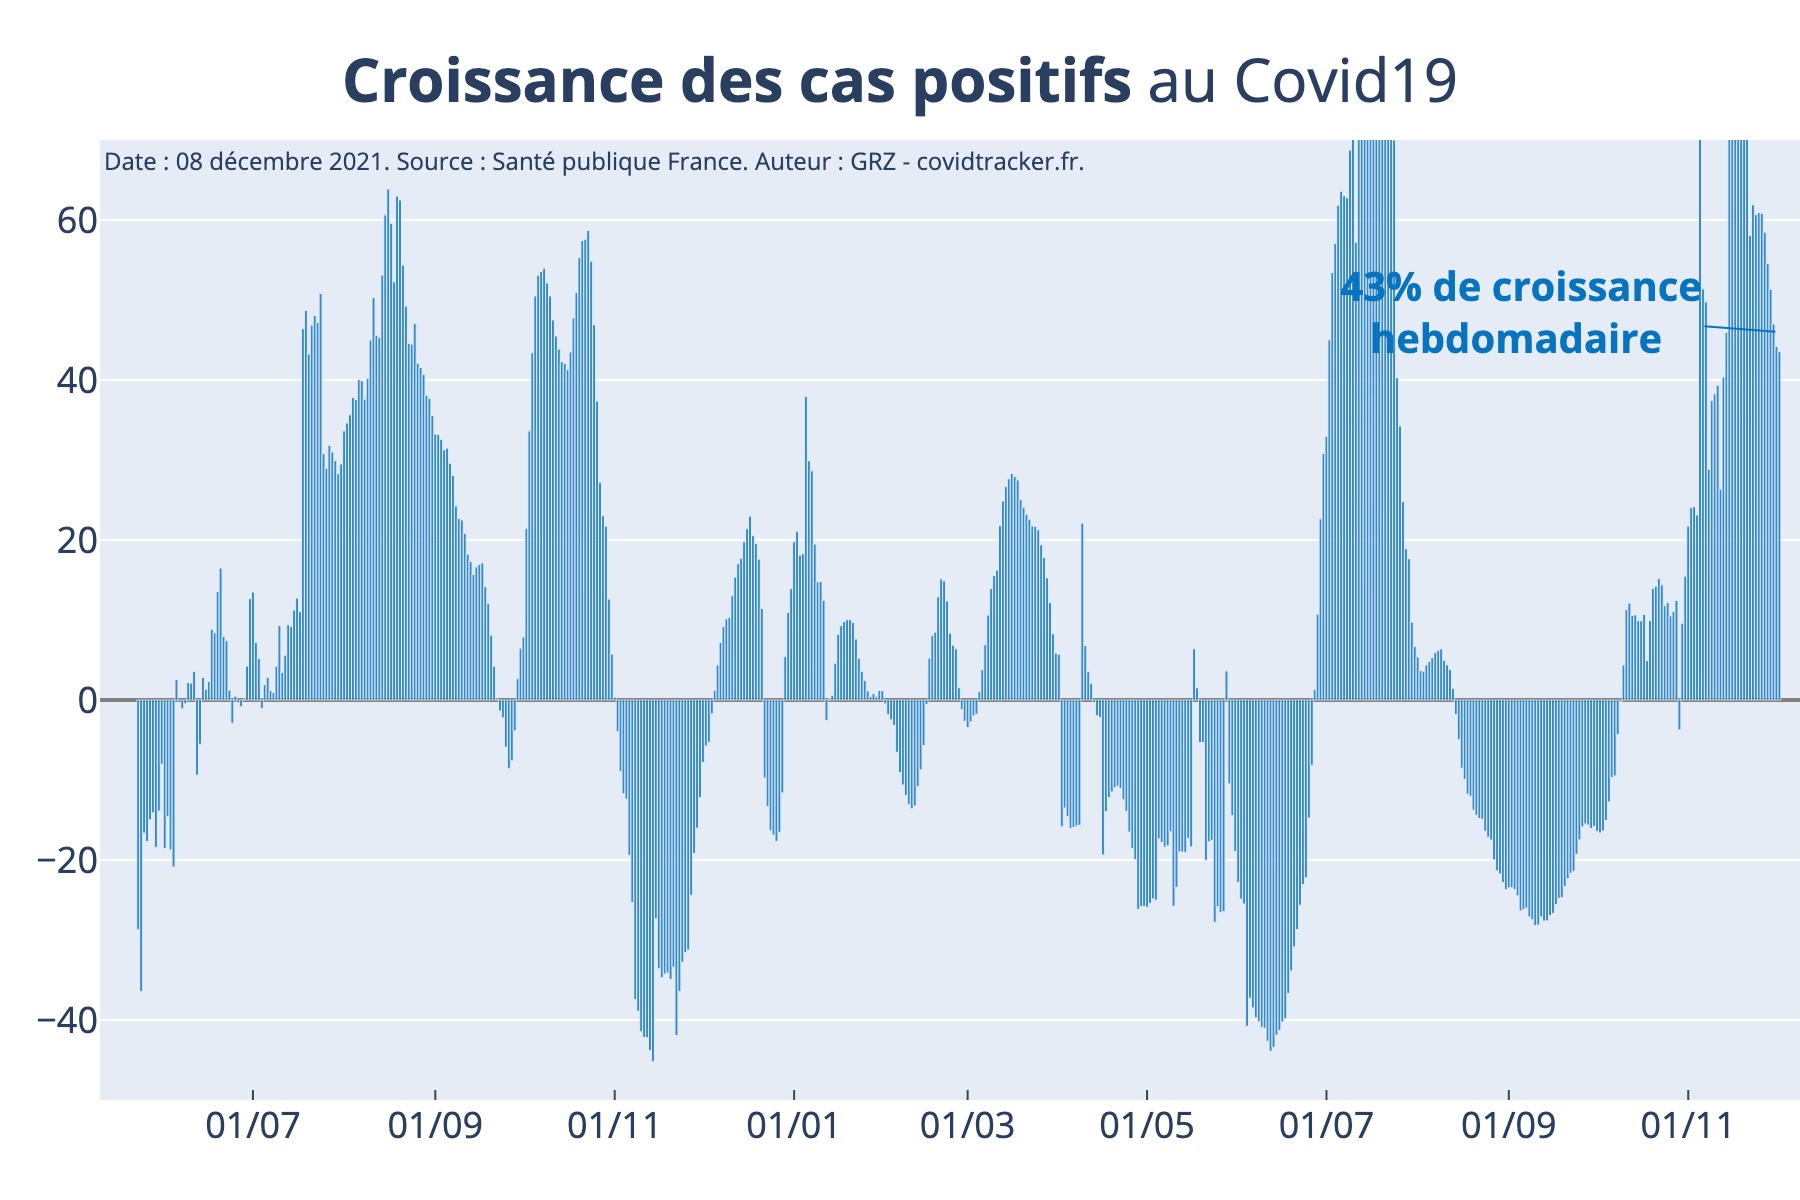 Croissance des cas positifs au Covid19
Date : 08 décembre 2021. Source : Santé publique France. Auteur : GRZ - covidtracker.fr.
60
43% de croissance
hebdomadaire
40
20
0
−20
−40
01/07 01/09 01/11 01/01 01/03 01/05 01/07 01/09 01/11